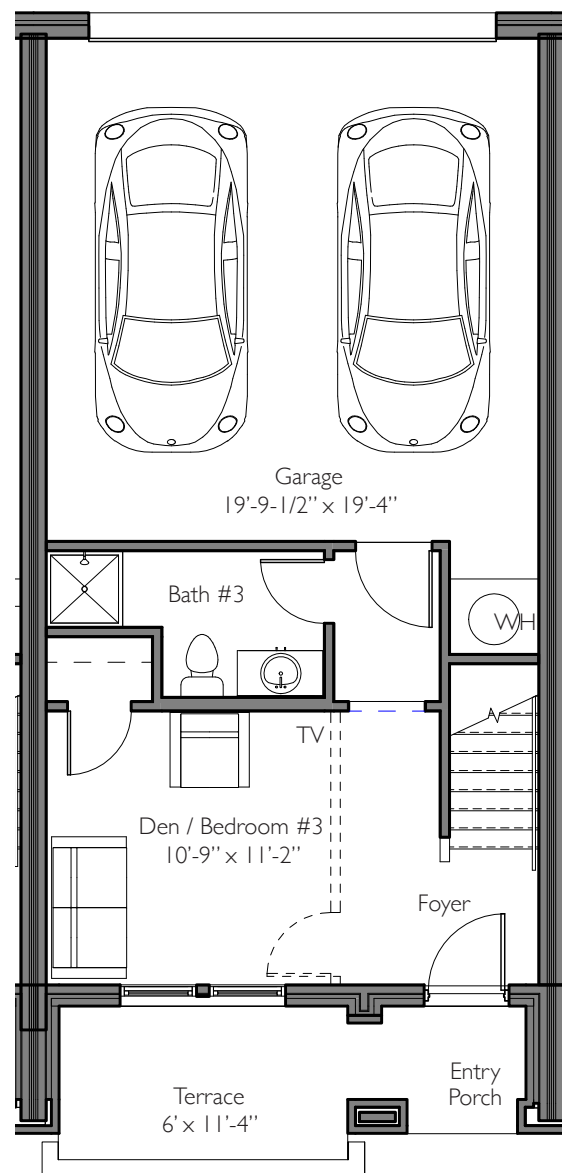 Garage
19’-9-1/2” x 19’-4”
Bath #3
WH
TV
Den / Bedroom #3
10’-9” x 11’-2”
Foyer
Entry
Porch
Terrace
6’ x 11’-4”